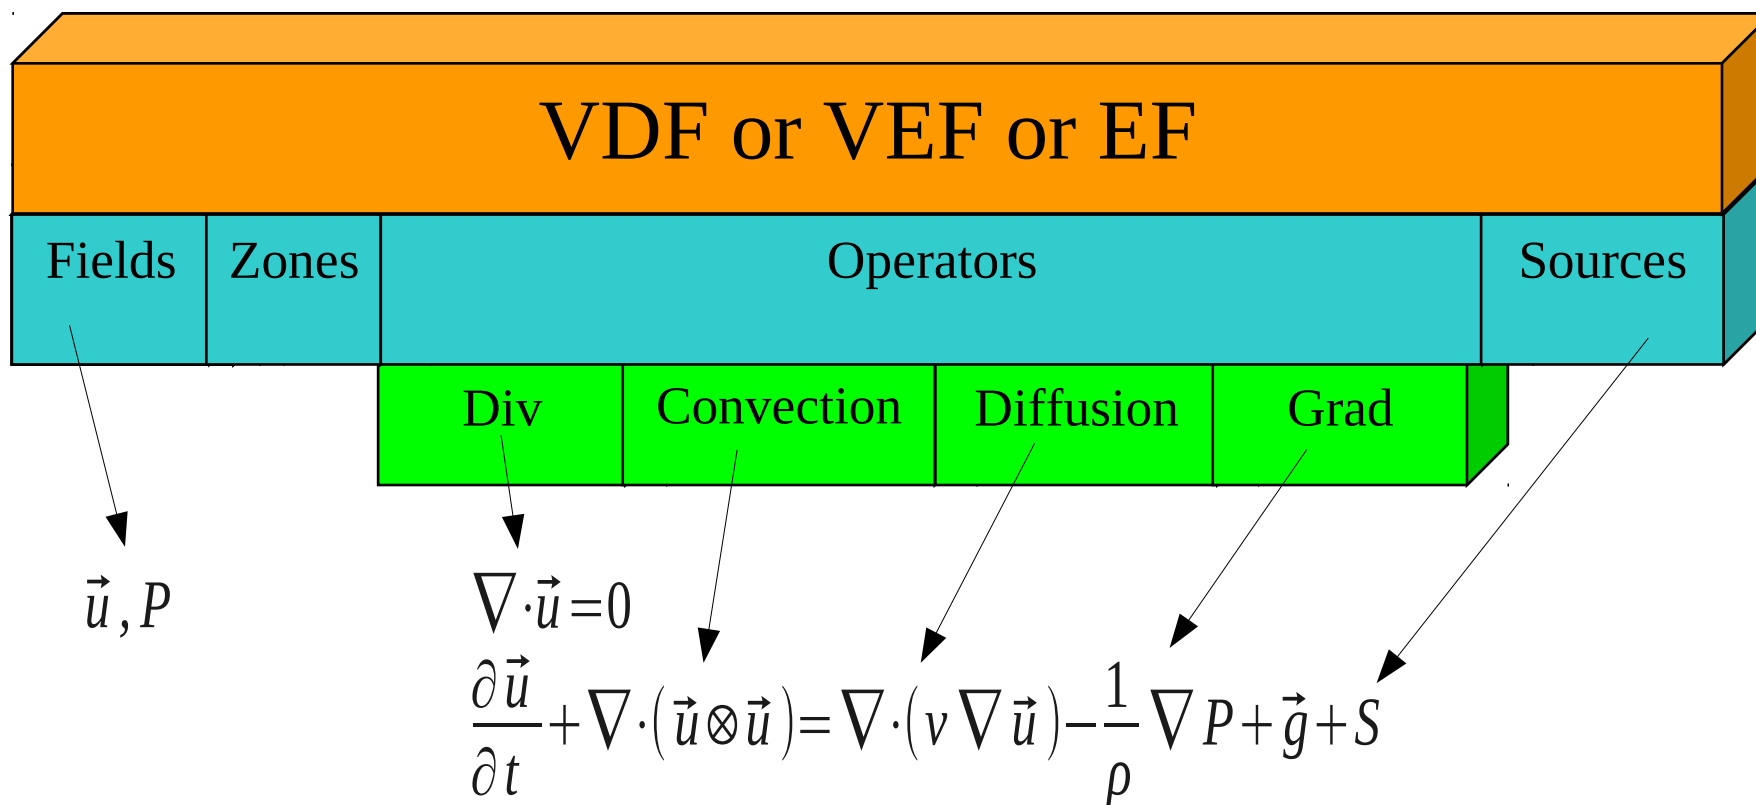 VDF or VEF or EF
Fields Zones Operators Sources
Div Convection Diffusion Grad
u⃗ , P
∇·u⃗ =0
∂u⃗/∂t + ∇·(u⃗⊗u⃗) = ∇·(ν∇u⃗) − 1/ρ ∇P + g⃗ + S